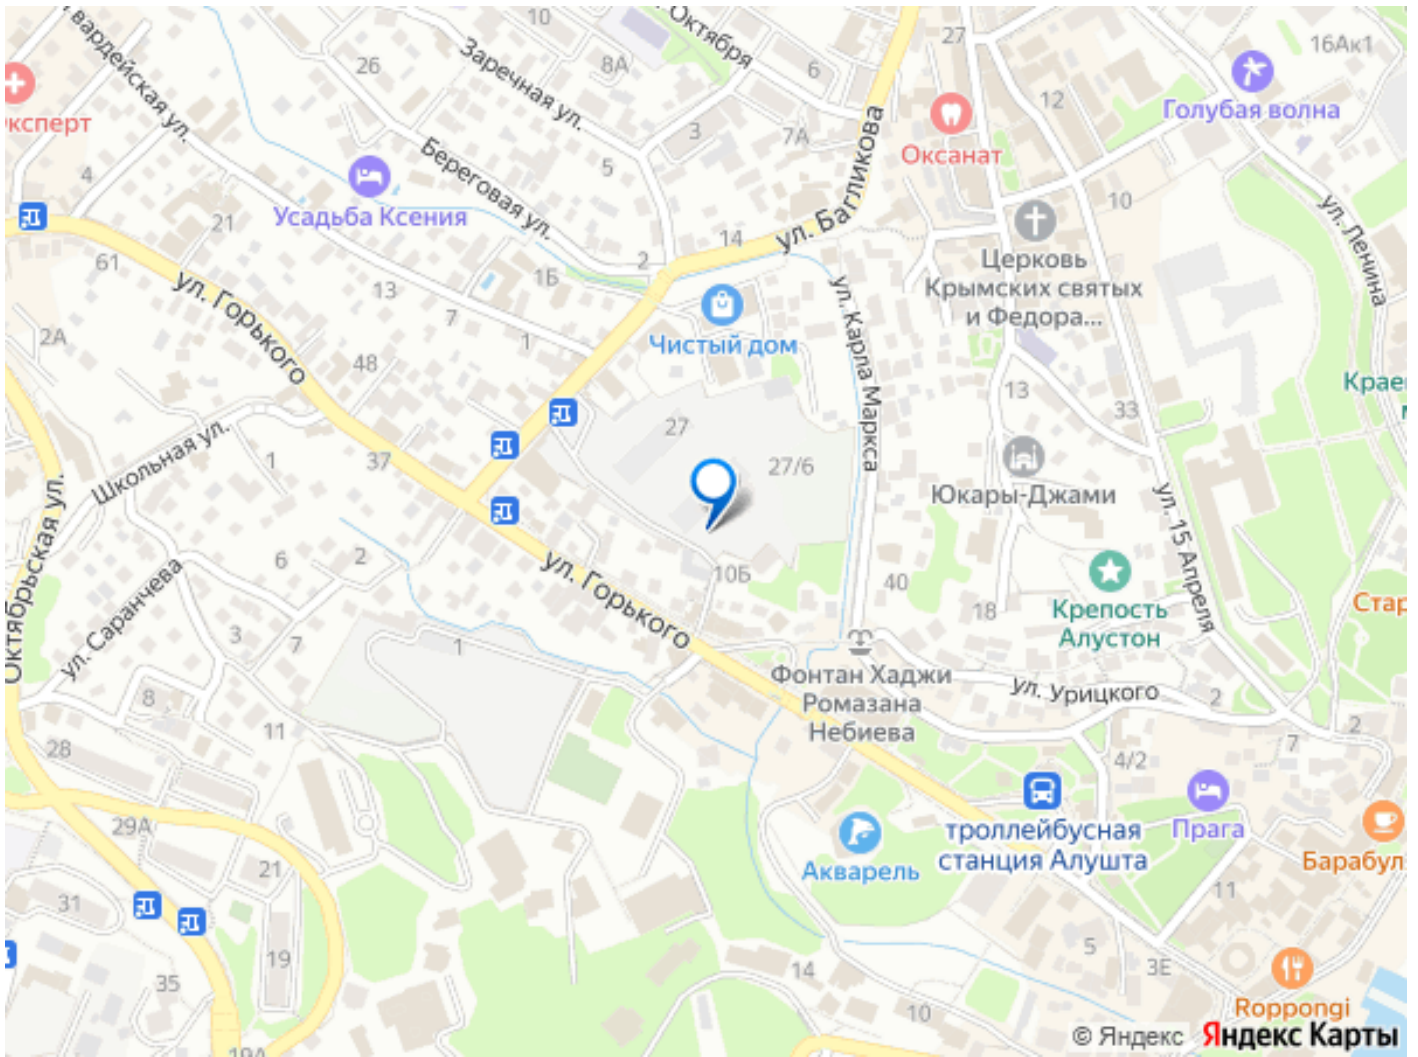 10
Октября
27
16Ак1
вардейская ул.
26
Заречная ул.
8А
6
12
Голубая волна
Эксперт
3
7А
Оксанат
4
Береговая ул.
5
ул. Багликова
10
ул. Ленина
Усадьба Ксения
21
14
Церковь
Крымских святых
и Федора...
61
2
1Б
13
ул. Горького
7
1
Чистый дом
ул. Карла Маркса
2А
48
13
33
Крае
м
27
27/6
Школьная ул.
1
37
Юкары-Джами
ул. 15 Апреля
Октябрьская ул.
6
2
ул. Горького
10Б
40
18
Крепость
Алустон
Стар
ул. Саранчева
3
7
1
Фонтан Хаджи
Ромазана
Небиева
ул. Урицкого
2
2
8
11
28
7
4/2
29А
троллейбусная
станция Алушта
Прага
Акварель
Барабул
21
31
11
19
5
3Е
35
14
10
Roppongi
19А
© Яндекс Яндекс Карты